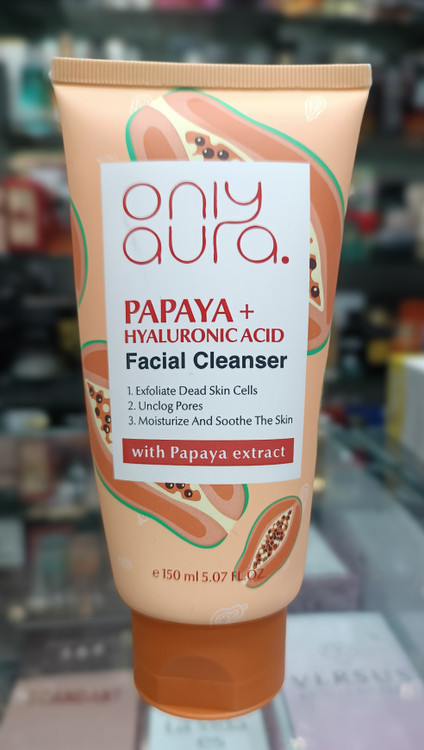 only
aura.
PAPAYA +
HYALURONIC ACID
Facial Cleanser
1. Exfoliate Dead Skin Cells
2. Unclog Pores
3. Moisturize And Soothe The Skin
with Papaya extract
e 150 ml 5.07 FL.OZ
VERSUS